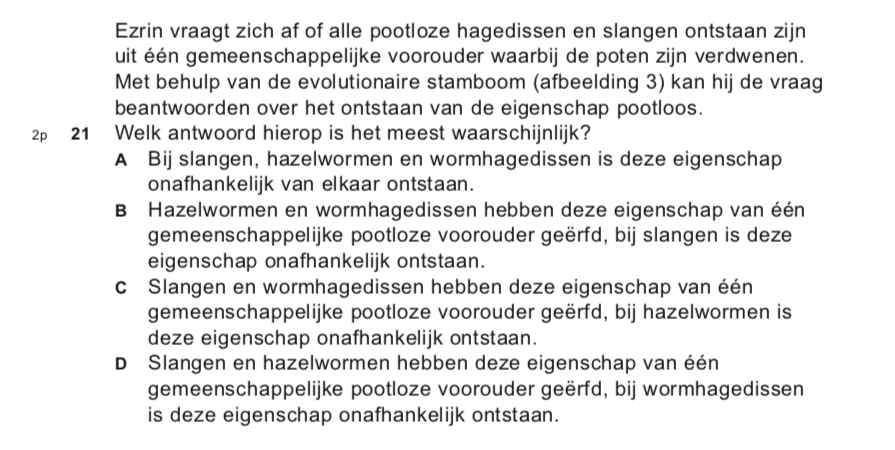 Ezrin vraagt zich af of alle pootloze hagedissen en slangen ontstaan zijn
uit één gemeenschappelijke voorouder waarbij de poten zijn verdwenen.
Met behulp van de evolutionaire stamboom (afbeelding 3) kan hij de vraag
beantwoorden over het ontstaan van de eigenschap pootloos.
2p 21 Welk antwoord hierop is het meest waarschijnlijk?
A Bij slangen, hazelwormen en wormhagedissen is deze eigenschap
onafhankelijk van elkaar ontstaan.
B Hazelwormen en wormhagedissen hebben deze eigenschap van één
gemeenschappelijke pootloze voorouder geërfd, bij slangen is deze
eigenschap onafhankelijk ontstaan.
C Slangen en wormhagedissen hebben deze eigenschap van één
gemeenschappelijke pootloze voorouder geërfd, bij hazelwormen is
deze eigenschap onafhankelijk ontstaan.
D Slangen en hazelwormen hebben deze eigenschap van één
gemeenschappelijke pootloze voorouder geërfd, bij wormhagedissen
is deze eigenschap onafhankelijk ontstaan.